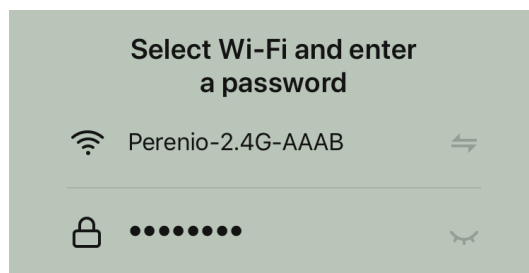 Select Wi-Fi and enter
a password
Perenio-2.4G-AAAB
••••••••